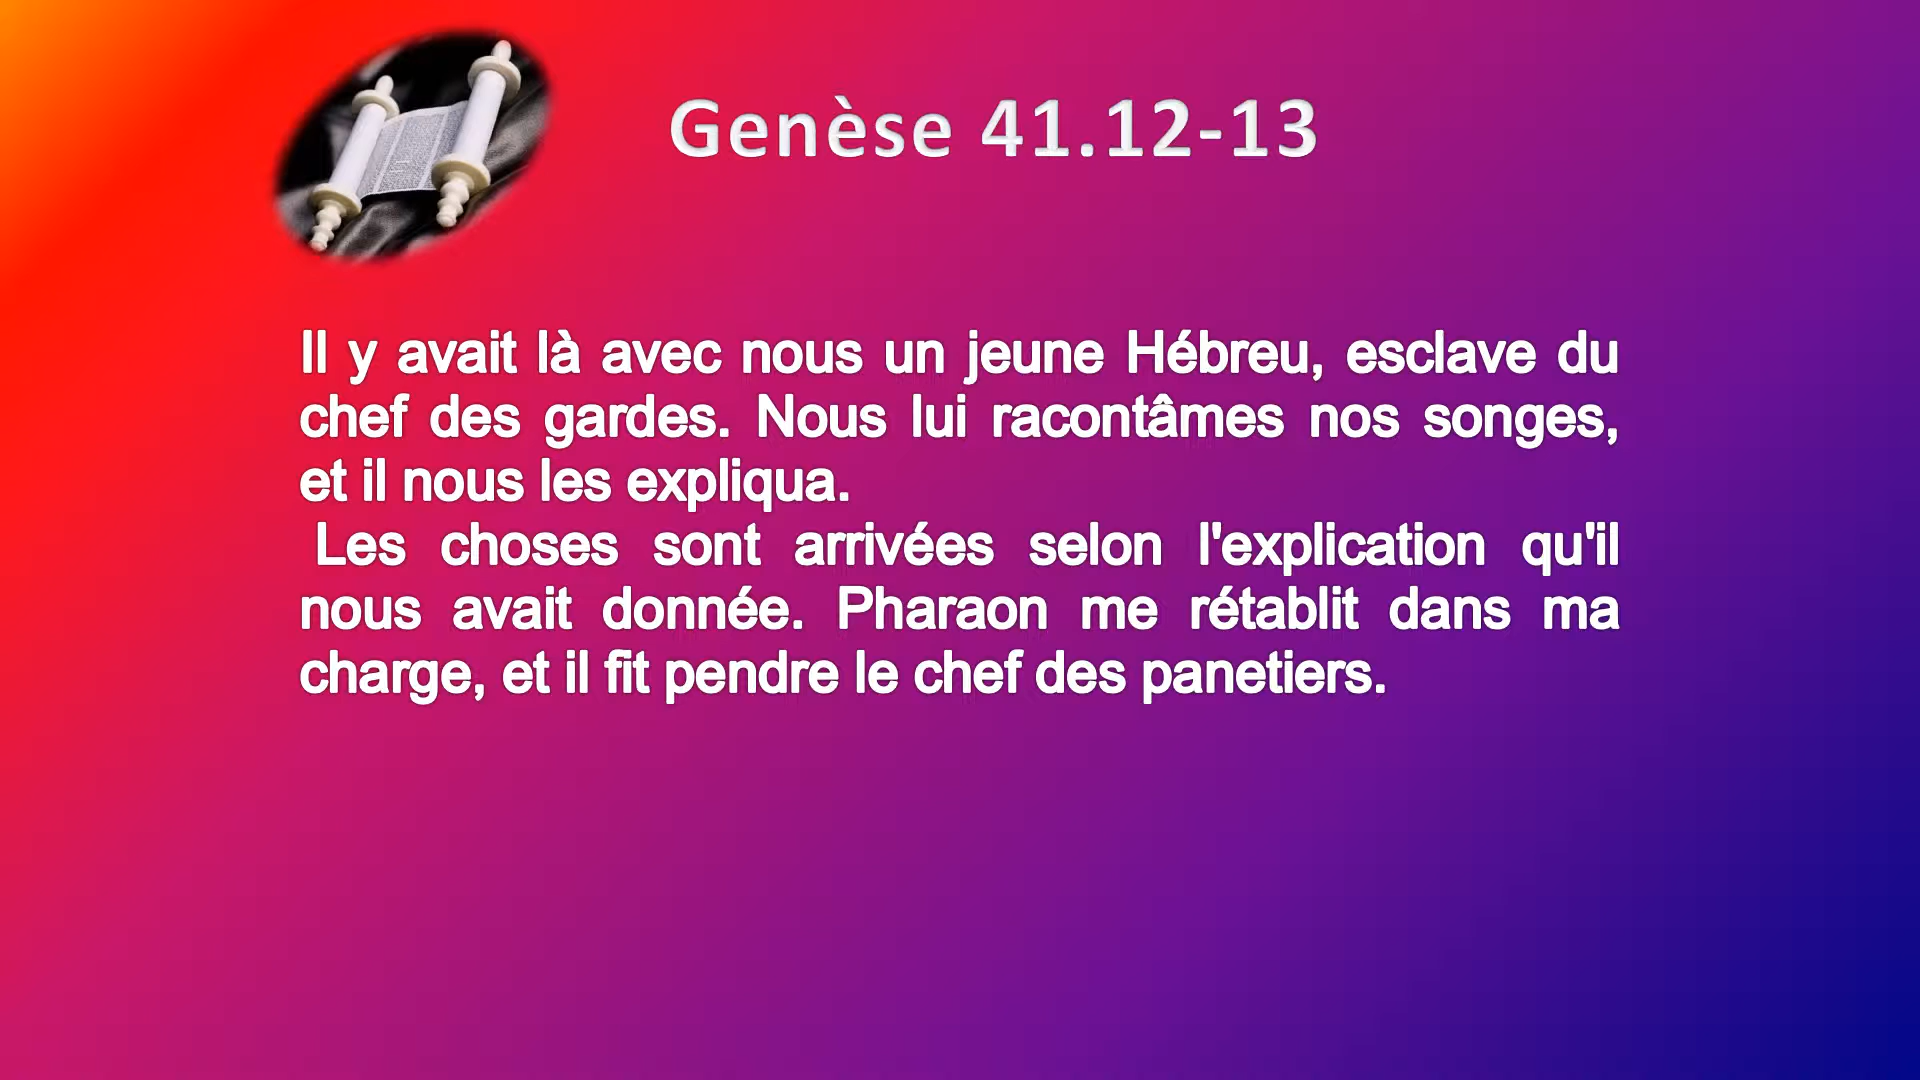 Genèse 41.12-13
Il y avait là avec nous un jeune Hébreu, esclave du
chef des gardes. Nous lui racontâmes nos songes,
et il nous les expliqua.
Les choses sont arrivées selon l'explication qu'il
nous avait donnée. Pharaon me rétablit dans ma
charge, et il fit pendre le chef des panetiers.